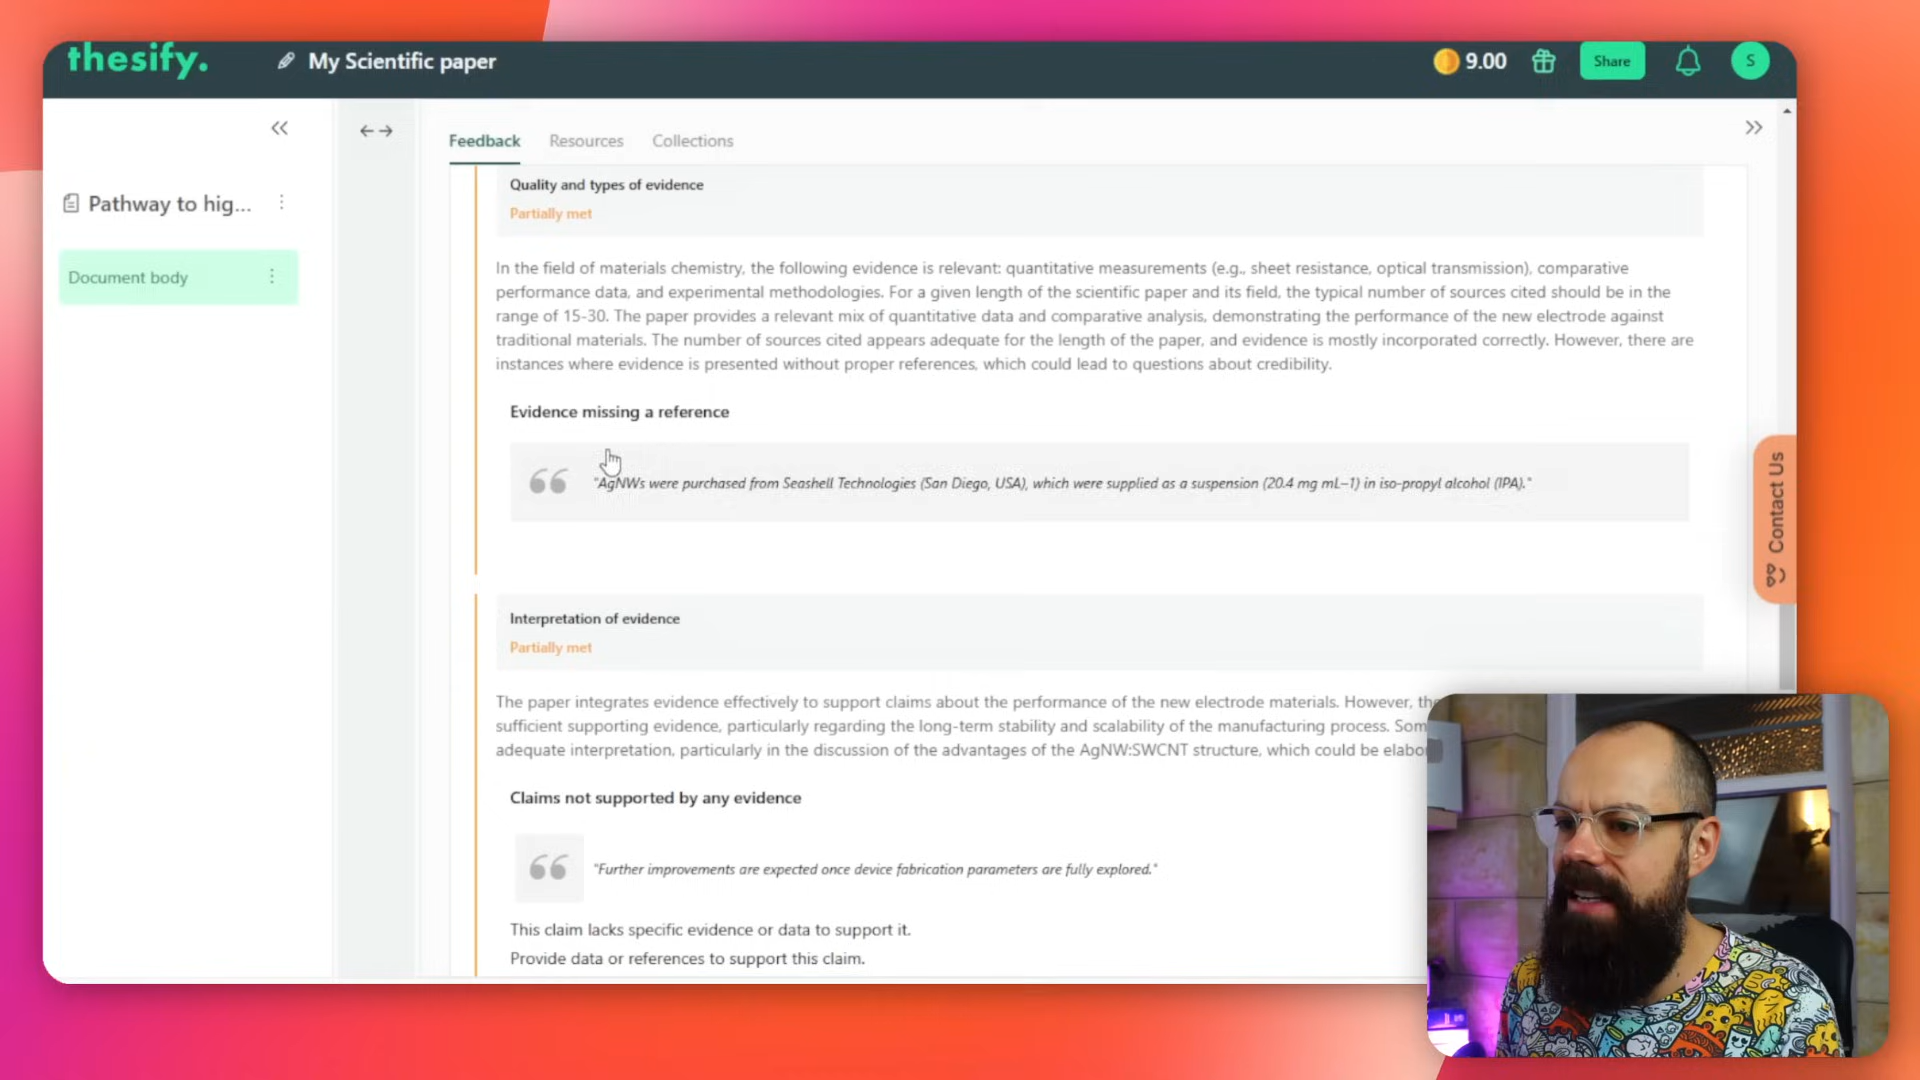 thesify.
My Scientific paper
9.00
Share
S
Feedback
Resources
Collections
Pathway to hig...
Document body
Quality and types of evidence
Partially met
In the field of materials chemistry, the following evidence is relevant: quantitative measurements (e.g., sheet resistance, optical transmission), comparative
performance data, and experimental methodologies. For a given length of the scientific paper and its field, the typical number of sources cited should be in the
range of 15-30. The paper provides a relevant mix of quantitative data and comparative analysis, demonstrating the performance of the new electrode against
traditional materials. The number of sources cited appears adequate for the length of the paper, and evidence is mostly incorporated correctly. However, there are
instances where evidence is presented without proper references, which could lead to questions about credibility.
Evidence missing a reference
"AgNWs were purchased from Seashell Technologies (San Diego, USA), which were supplied as a suspension (20.4 mg mL−1) in iso-propyl alcohol (IPA)."
Contact Us
Interpretation of evidence
Partially met
The paper integrates evidence effectively to support claims about the performance of the new electrode materials. However,
sufficient supporting evidence, particularly regarding the long-term stability and scalability of the manufacturing process.
adequate interpretation, particularly in the discussion of the advantages of the AgNW:SWCNT structure, which could be
Claims not supported by any evidence
"Further improvements are expected once device fabrication parameters are fully explored."
This claim lacks specific evidence or data to support it.
Provide data or references to support this claim.